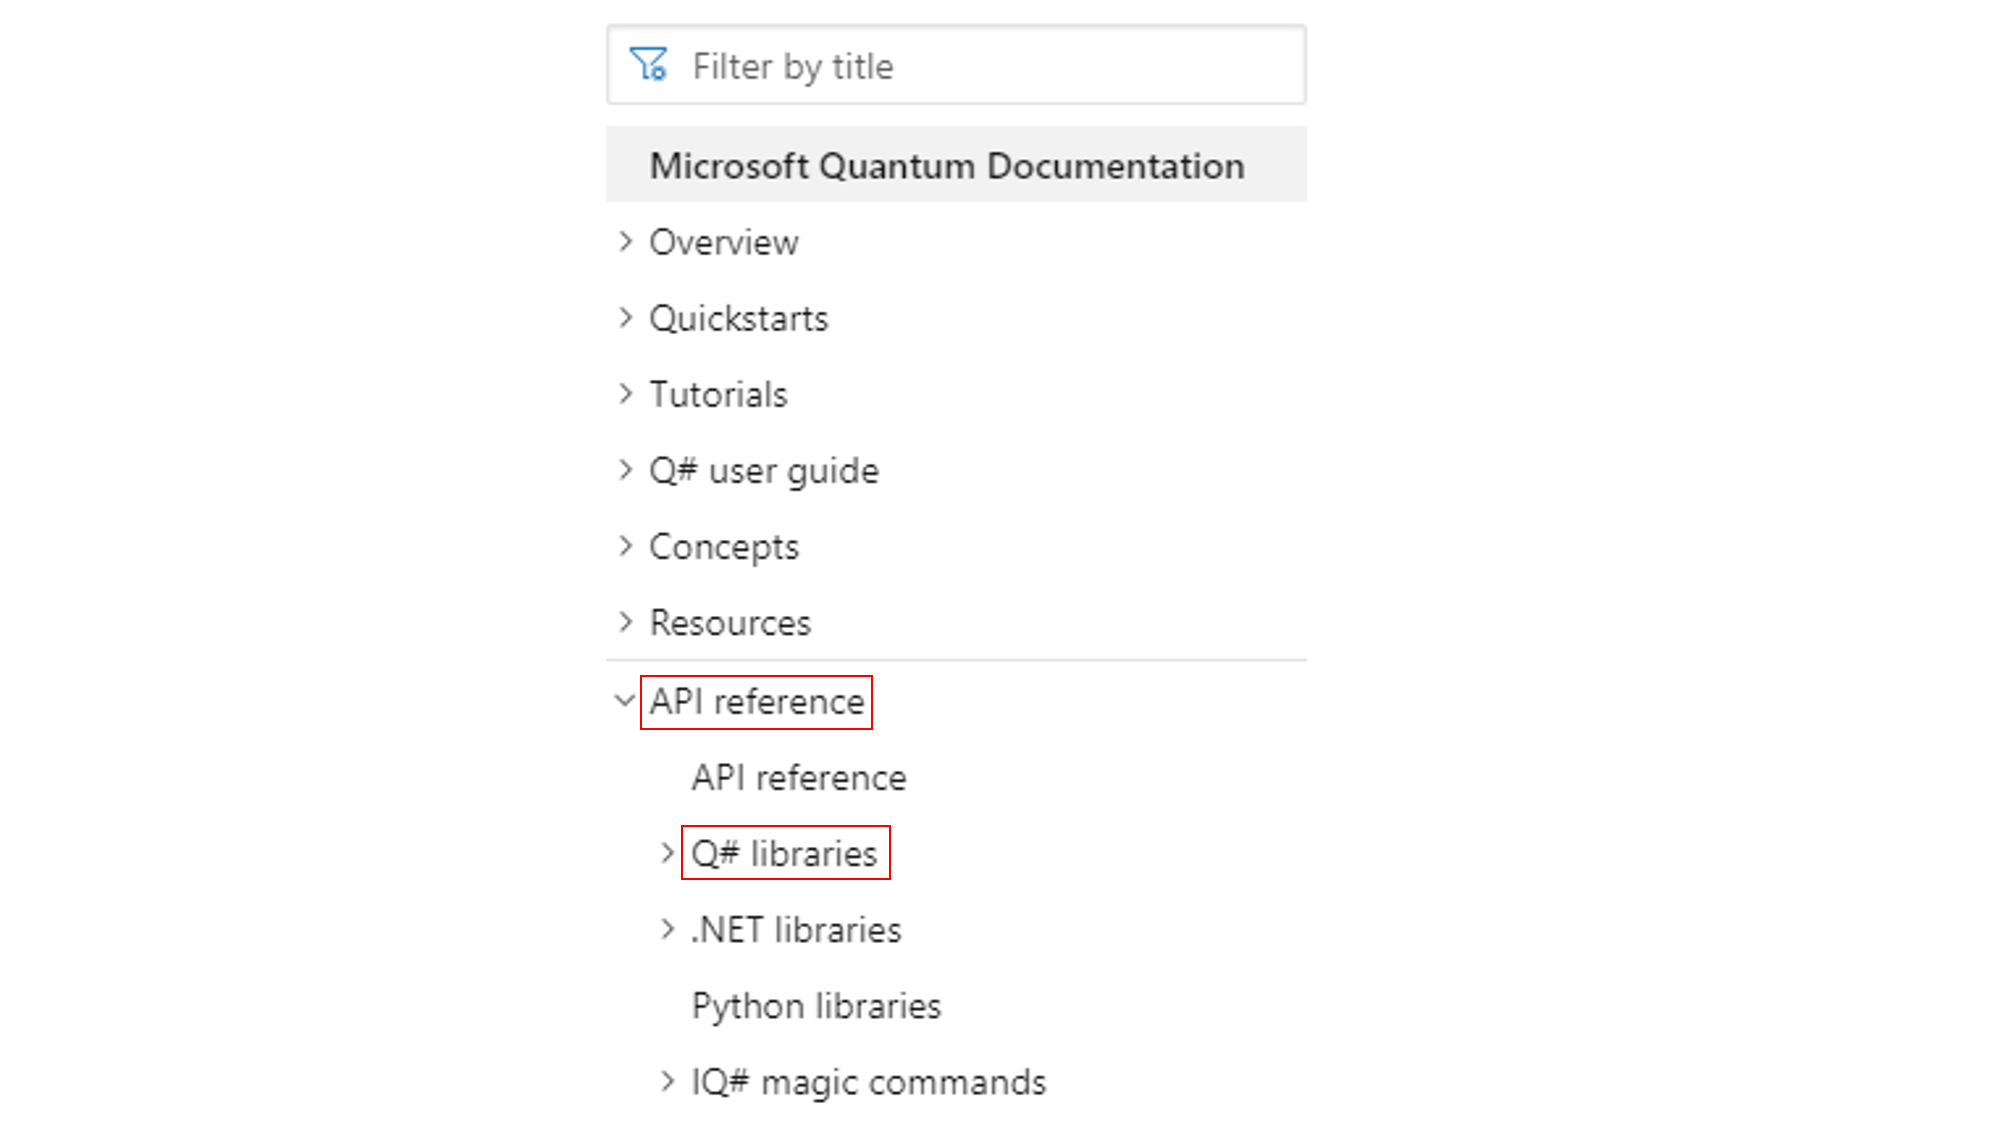 Filter by title
Microsoft Quantum Documentation
Overview
Quickstarts
Tutorials
Q# user guide
Concepts
Resources
API reference
API reference
Q# libraries
.NET libraries
Python libraries
IQ# magic commands